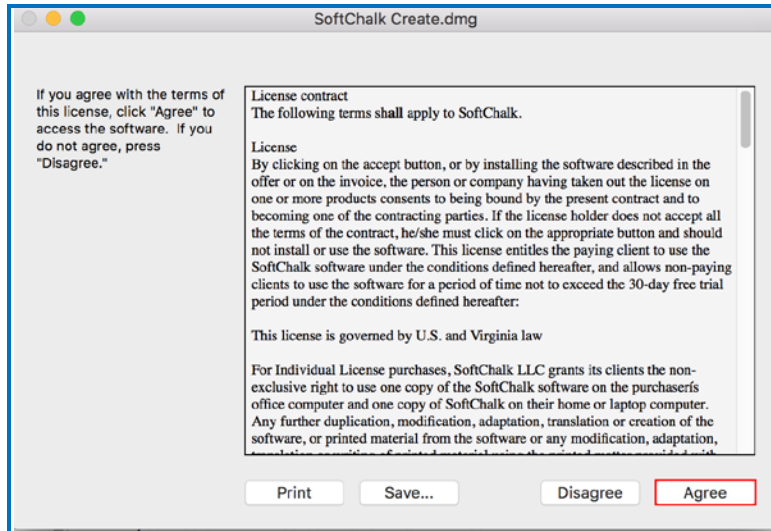 SoftChalk Create.dmg
If you agree with the terms of
this license, click "Agree" to
access the software.  If you
do not agree, press
"Disagree."
License contract
The following terms shall apply to SoftChalk.
License
By clicking on the accept button, or by installing the software described in the
offer or on the invoice, the person or company having taken out the license on
one or more products consents to being bound by the present contract and to
becoming one of the contracting parties. If the license holder does not accept all
the terms of the contract, he/she must click on the appropriate button and should
not install or use the software. This license entitles the paying client to use the
SoftChalk software under the conditions defined hereafter, and allows non-paying
clients to use the software for a period of time not to exceed the 30-day free trial
period under the conditions defined hereafter:
This license is governed by U.S. and Virginia law
For Individual License purchases, SoftChalk LLC grants its clients the non-
exclusive right to use one copy of the SoftChalk software on the purchaserís
office computer and one copy of SoftChalk on their home or laptop computer.
Any further duplication, modification, adaptation, translation or creation of the
software, or printed material from the software or any modification, adaptation,
Print
Save...
Disagree
Agree